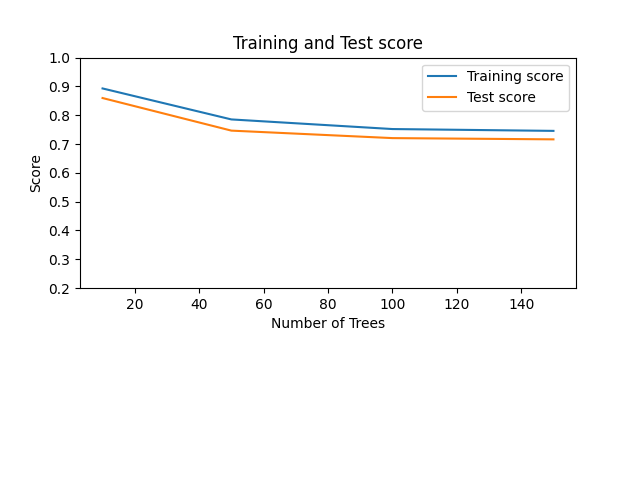 Training and Test score
Training score
Test score
1.0
0.9
0.8
0.7
0.6
0.5
0.4
0.3
0.2
Score
20 40 60 80 100 120 140
Number of Trees